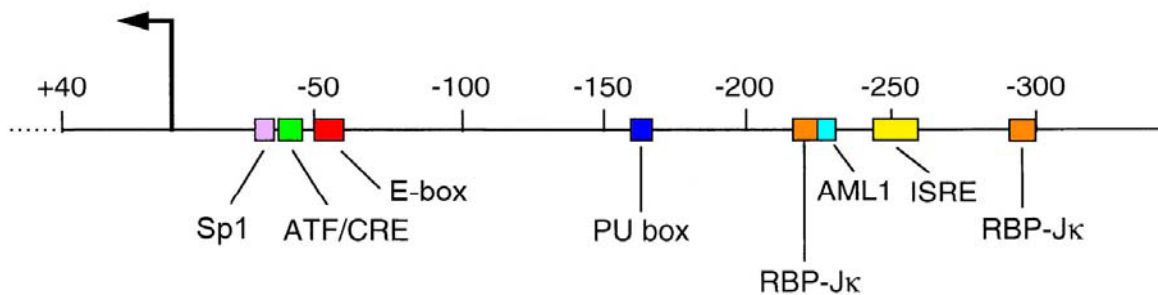 +40 -50 -100 -150 -200 -250 -300
E-box
AML1 ISRE
Sp1 ATF/CRE PU box RBP-Jκ
RBP-Jκ